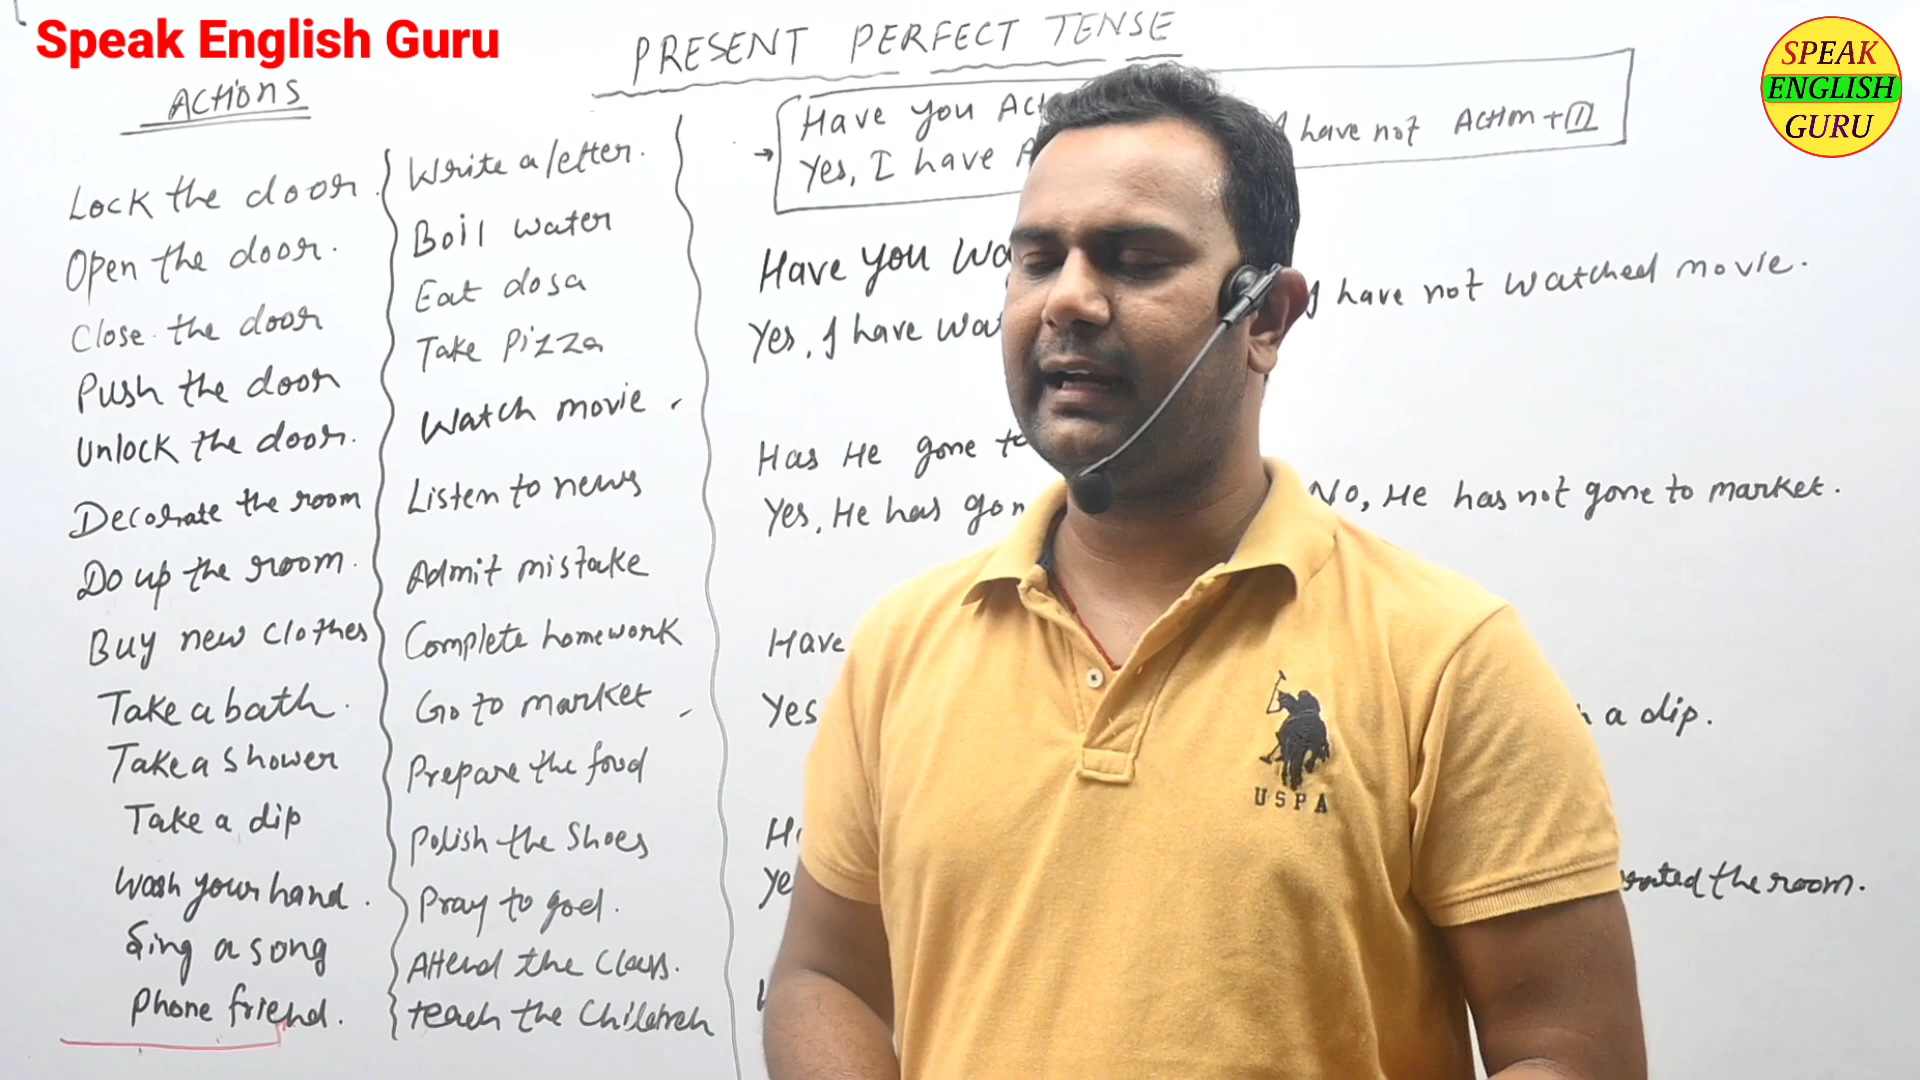 Speak English Guru
PRESENT PERFECT TENSE
SPEAK
ENGLISH
GURU
ACTIONS
Lock the door.
Open the door.
Close the door
Push the door
Unlock the door.
Decorate the room
Do up the room.
Buy new clothes
Take a bath.
Take a shower
Take a dip
Wash your hand.
Sing a song
Phone friend.
Write a letter.
Boil water
Eat dosa
Take Pizza
Watch movie
Listen to news
Admit mistake
Complete homework
Go to market
Prepare the food
Polish the Shoes
Pray to god.
Attend the class.
teach the children
Have you
Yes, I have
have not Action + 1
Have you
Yes, I have
I have not watched movie.
Has He gone to
Yes, He has
No, He has not gone to market.
Have
Yes
a dip.
the room.
USPA